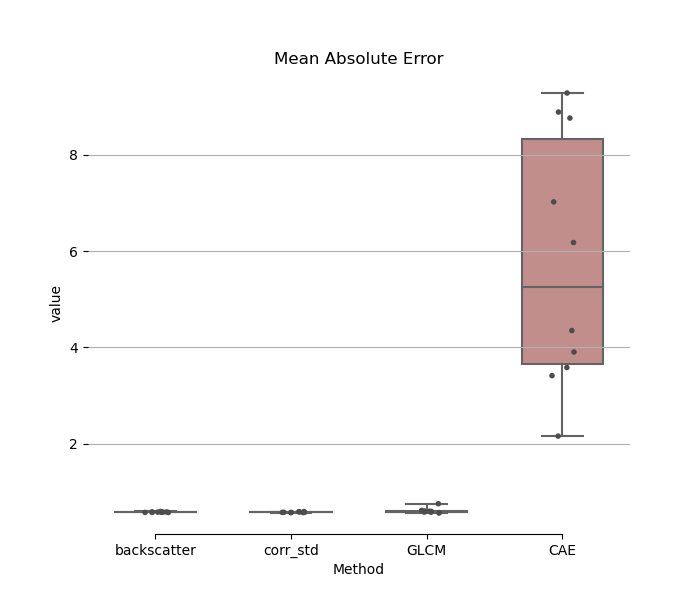 Mean Absolute Error
8
6
4
2
value
backscatter
corr_std
GLCM
CAE
Method